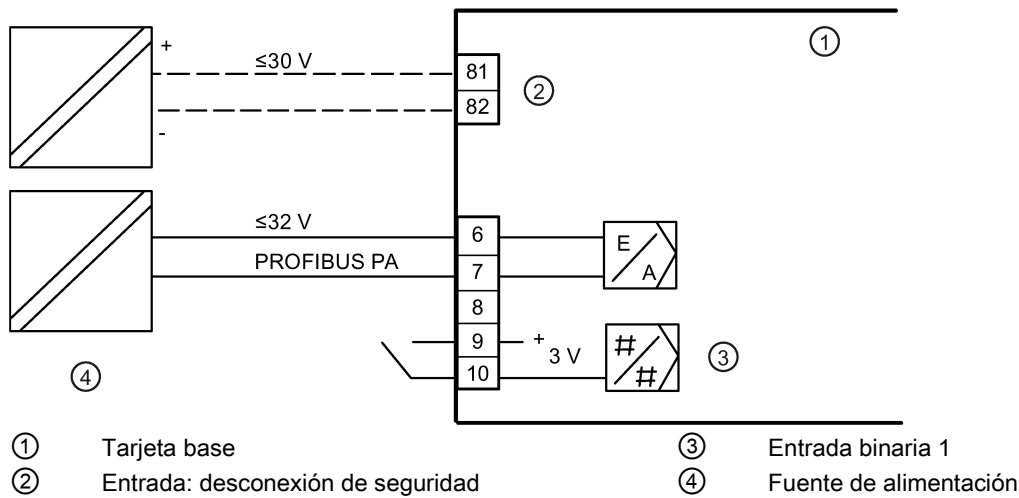 ①
+
≤30 V
81
②
82
-
≤32 V
6
E
A
PROFIBUS PA
7
8
9
+
3 V
#
#
③
10
④
① Tarjeta base
③ Entrada binaria 1
② Entrada: desconexión de seguridad
④ Fuente de alimentación